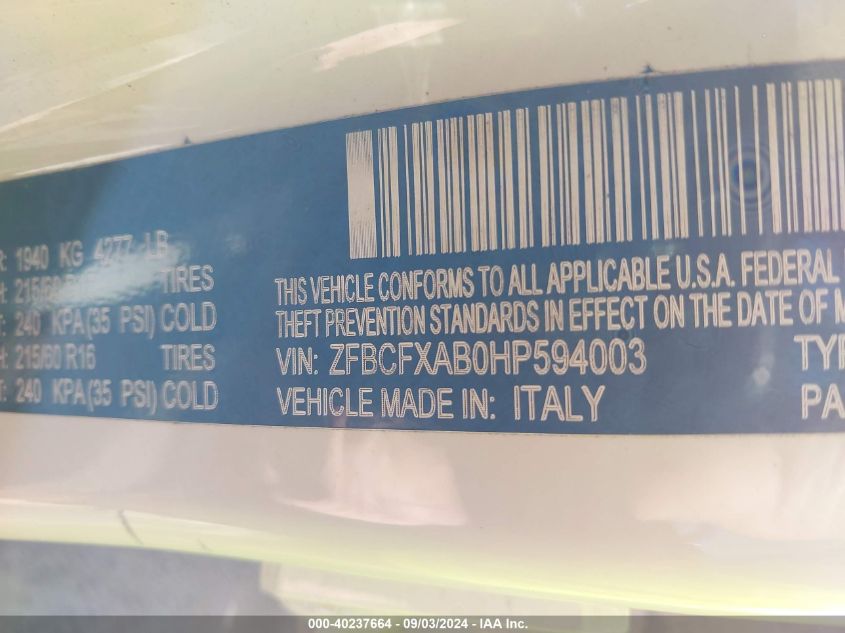 1940 KG 4277 LB
TIRES
240 KPA(35 PSI) COLD
215/60 R16 TIRES
240 KPA(35 PSI) COLD
THIS VEHICLE CONFORMS TO ALL APPLICABLE U.S.A. FEDERAL
THEFT PREVENTION STANDARDS IN EFFECT ON THE DATE OF M
VIN: ZFBCFXAB0HP594003 TYP
VEHICLE MADE IN: ITALY PA
000-40237664 - 09/03/2024 - IAA Inc.